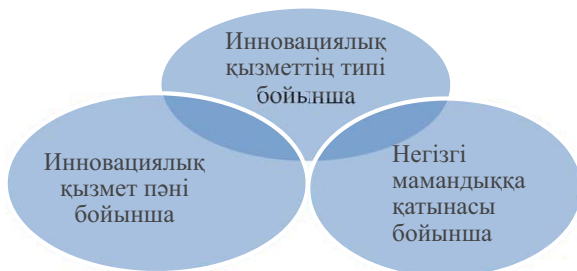 Инновациялық
қызметтің типі
бойынша
Инновациялық
қызмет пәні
бойынша
Негізгі
мамандыққа
қатынасы
бойынша